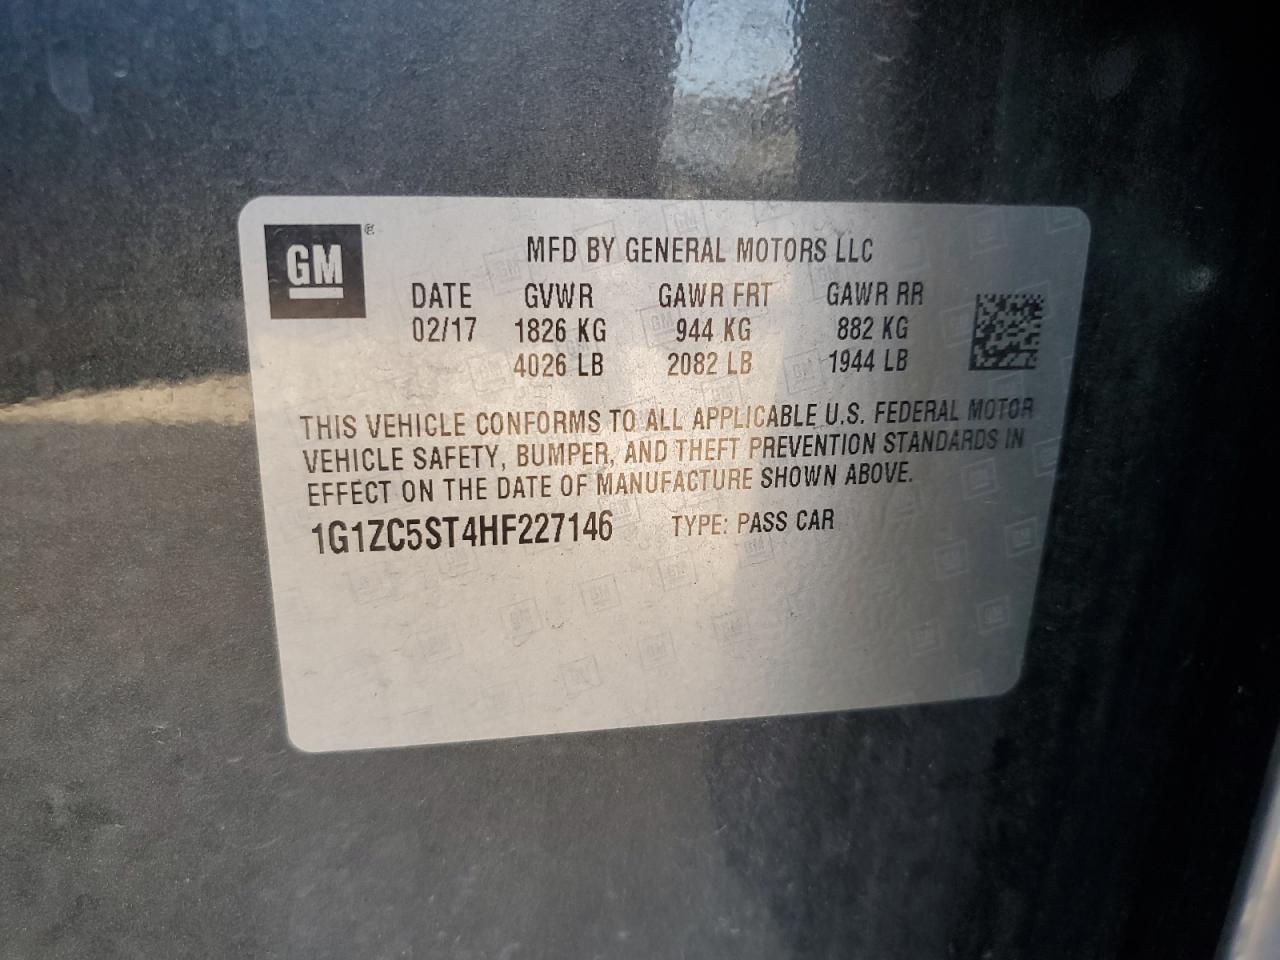 GM®
MFD BY GENERAL MOTORS LLC
DATE GVWR GAWR FRT GAWR RR
02/17 1826 KG 944 KG 882 KG
4026 LB 2082 LB 1944 LB
THIS VEHICLE CONFORMS TO ALL APPLICABLE U.S. FEDERAL MOTOR
VEHICLE SAFETY, BUMPER, AND THEFT PREVENTION STANDARDS IN
EFFECT ON THE DATE OF MANUFACTURE SHOWN ABOVE.
1G1ZC5ST4HF227146 TYPE: PASS CAR